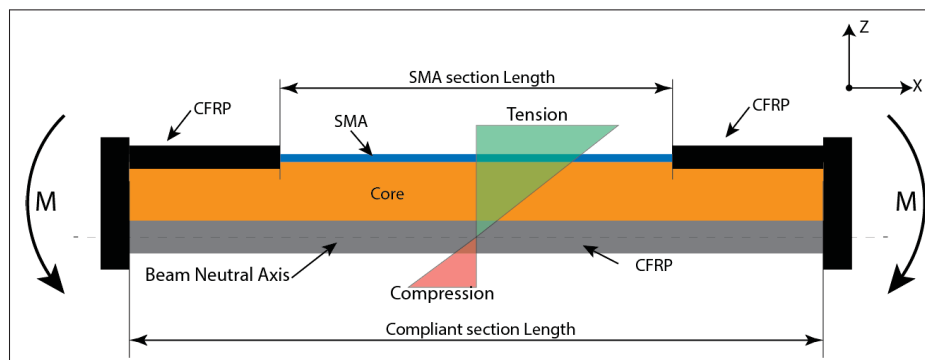 Z
SMA section Length
X
CFRP
CFRP
Tension
SMA
M
Core
M
Beam Neutral Axis
CFRP
Compression
Compliant section Length